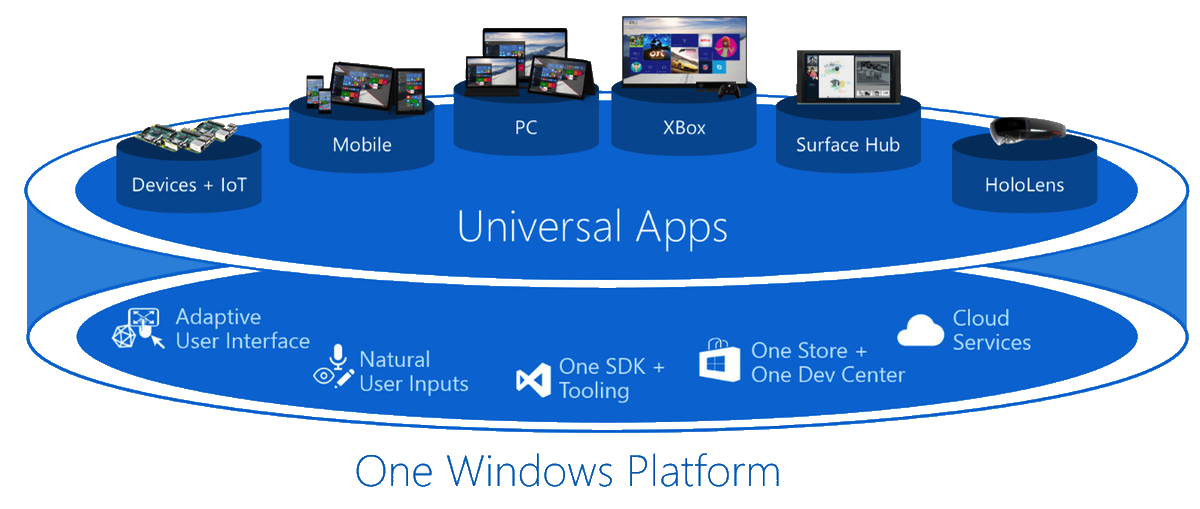 Devices + IoT
Mobile
PC
XBox
Surface Hub
HoloLens
Universal Apps
Adaptive
User Interface
Natural
User Inputs
One SDK +
Tooling
One Store +
One Dev Center
Cloud
Services
One Windows Platform